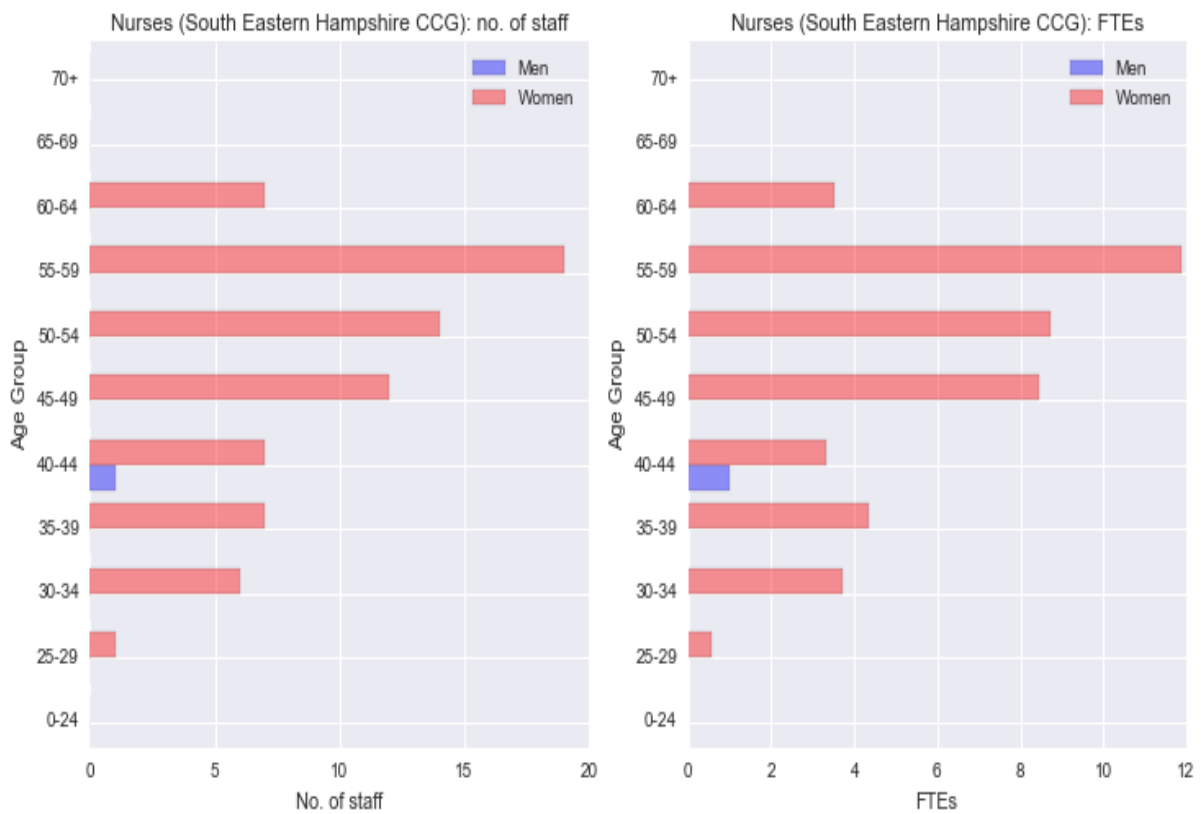 Nurses (South Eastern Hampshire CCG): no. of staff
Men
Women
70+
65-69
60-64
55-59
50-54
45-49
40-44
35-39
30-34
25-29
0-24
Age Group
0 5 10 15 20
No. of staff
Nurses (South Eastern Hampshire CCG): FTEs
Men
Women
70+
65-69
60-64
55-59
50-54
45-49
40-44
35-39
30-34
25-29
0-24
Age Group
0 2 4 6 8 10 12
FTEs